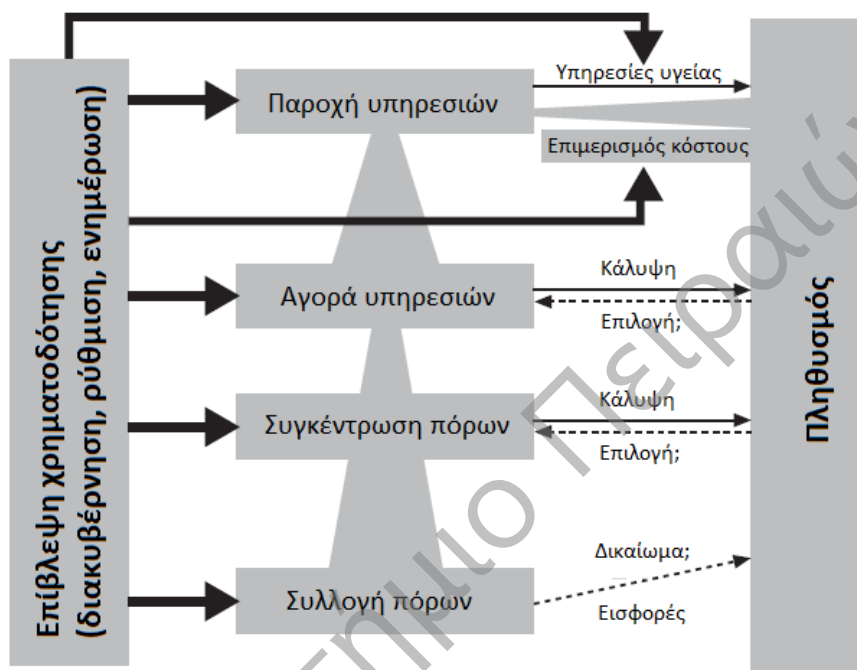 Επίβλεψη χρηματοδότησης
(διακυβέρνηση, ρύθμιση, ενημέρωση)
Παροχή υπηρεσιών
Υπηρεσίες υγείας
Επιμερισμός κόστους
Αγορά υπηρεσιών
Κάλυψη
Επιλογή;
Συγκέντρωση πόρων
Κάλυψη
Επιλογή;
Συλλογή πόρων
Δικαίωμα;
Εισφορές
Πληθυσμός